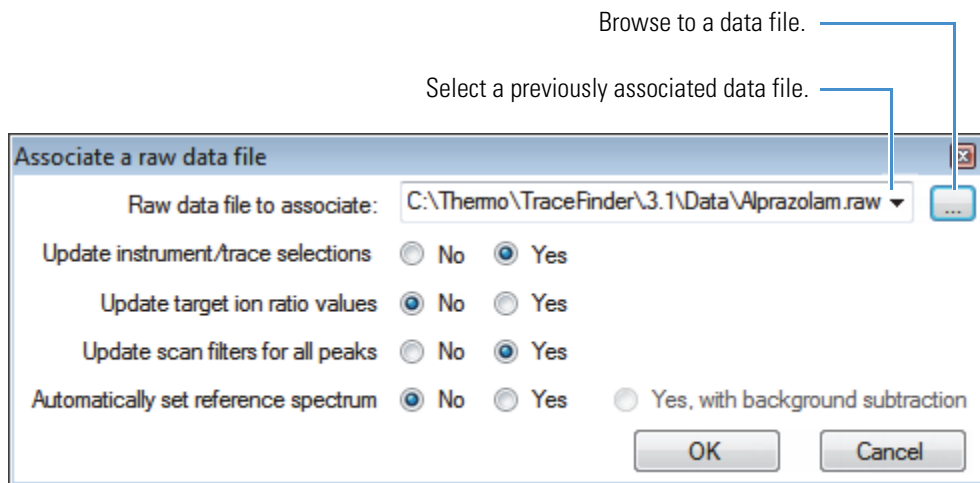 Browse to a data file.
Select a previously associated data file.
Associate a raw data file
Raw data file to associate: C:\Thermo\TraceFinder\3.1\Data\Alprazolam.raw ...
Update instrument/trace selections No Yes
Update target ion ratio values No Yes
Update scan filters for all peaks No Yes
Automatically set reference spectrum No Yes Yes, with background subtraction
OK Cancel